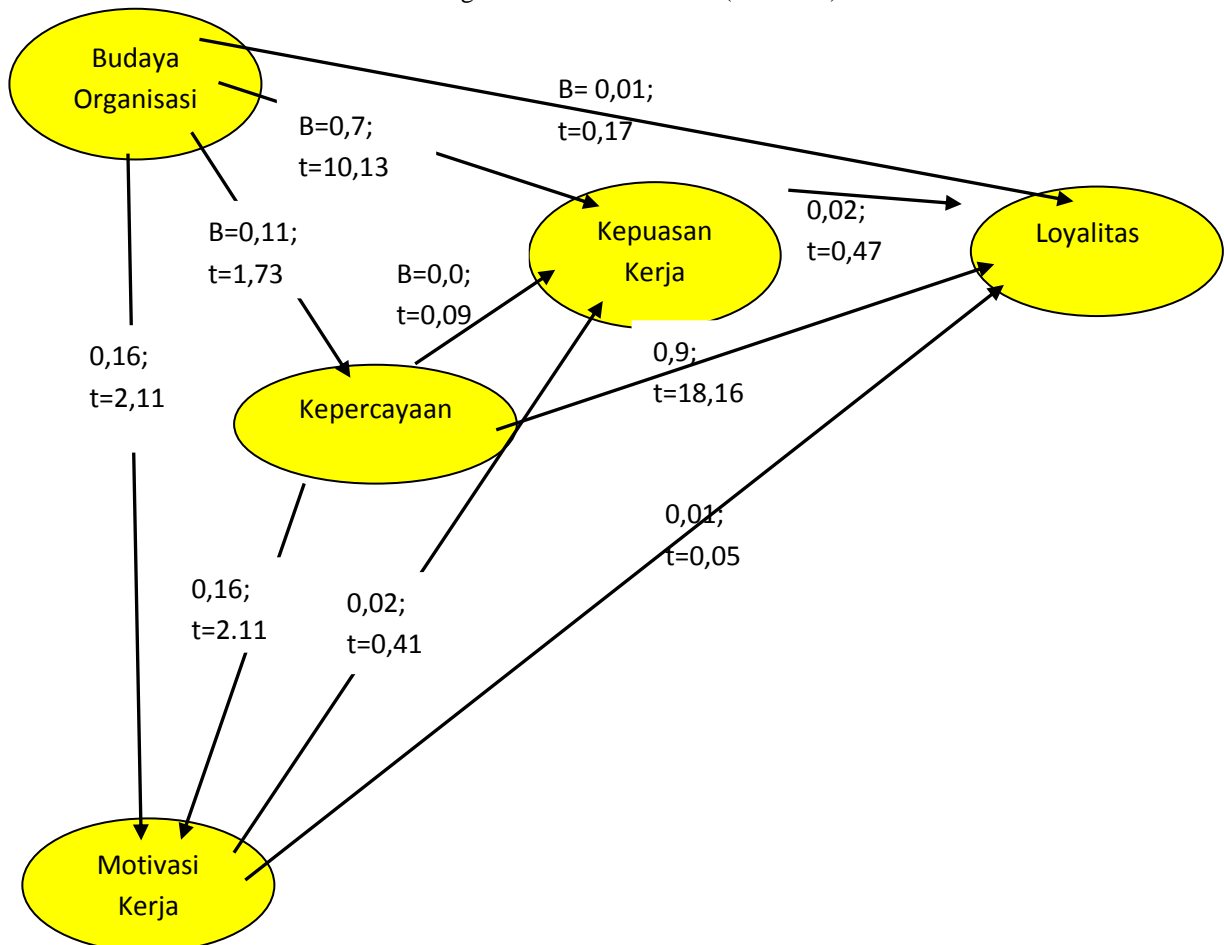 Budaya
Organisasi
B= 0,01;
t=0,17
B=0,7;
t=10,13
Kepuasan
Kerja
0,02;
t=0,47
Loyalitas
B=0,11;
t=1,73
B=0,0;
t=0,09
0,16;
t=2,11
0,9;
t=18,16
Kepercayaan
0,01;
t=0,05
0,16;
t=2.11
0,02;
t=0,41
Motivasi
Kerja